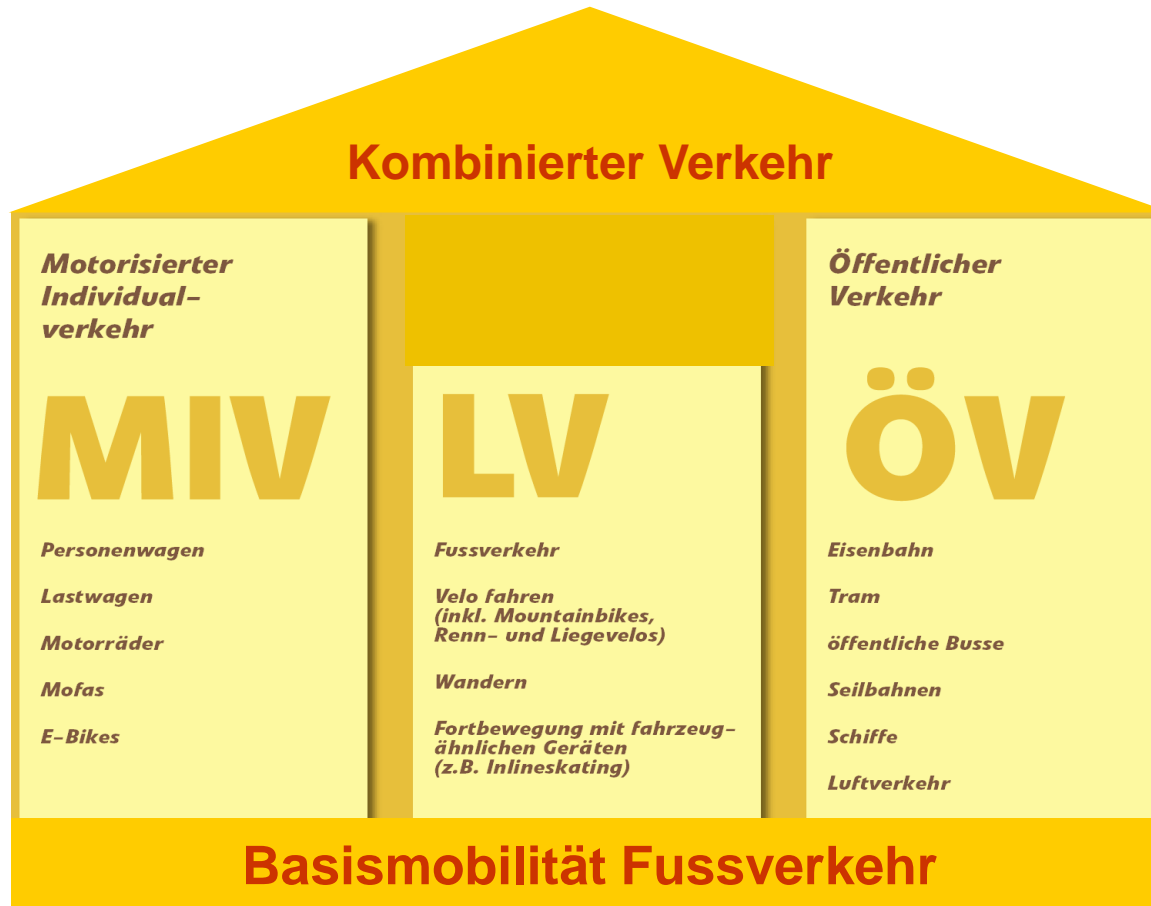 Kombinierter Verkehr
Motorisierter
Individual-
verkehr
MIV
Personenwagen
Lastwagen
Motorräder
Mofas
E-Bikes
LV
Fussverkehr
Velo fahren
(inkl. Mountainbikes,
Renn- und Liegevelos)
Wandern
Fortbewegung mit fahrzeug-
ähnlichen Geräten
(z.B. Inlineskating)
Öffentlicher
Verkehr
ÖV
Eisenbahn
Tram
öffentliche Busse
Seilbahnen
Schiffe
Luftverkehr
Basismobilität Fussverkehr